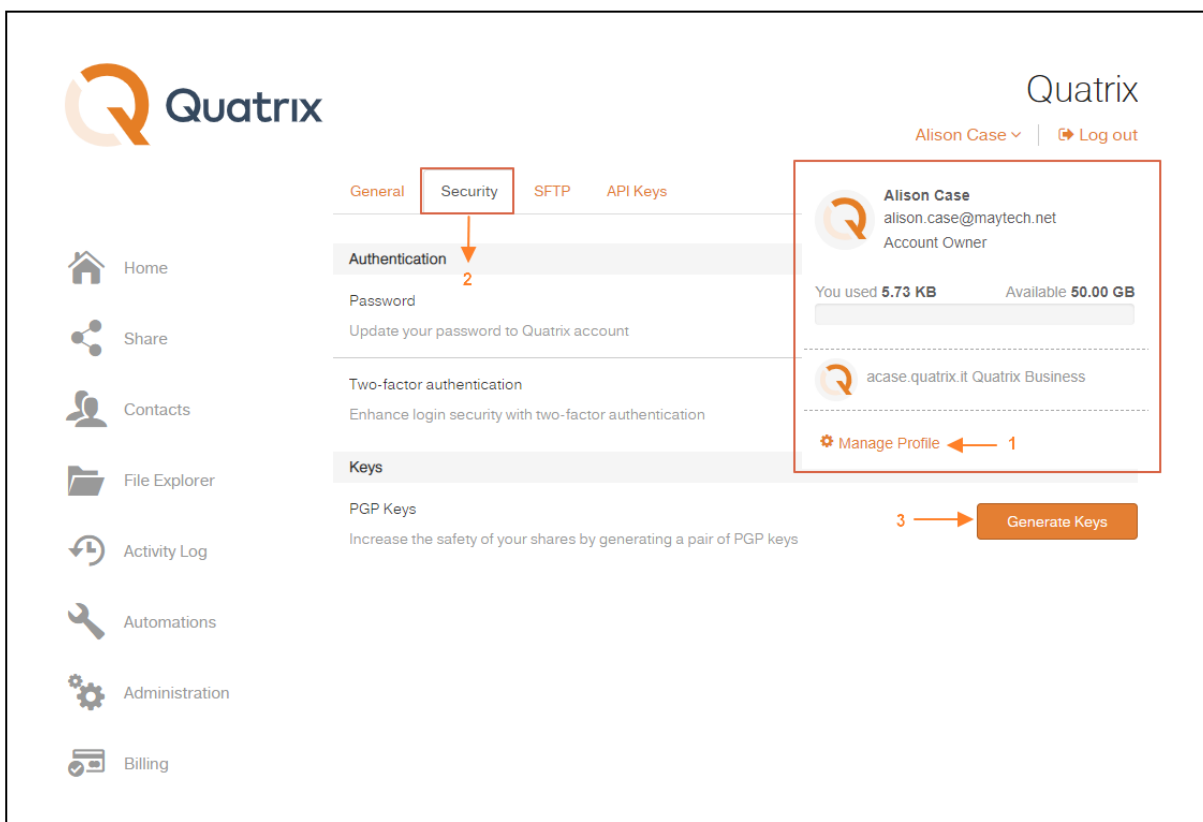 Quatrix
Quatrix
Alison Case
Log out
General Security SFTP API Keys
Alison Case
alison.case@maytech.net
Account Owner
Home
Share
Contacts
File Explorer
Activity Log
Automations
Administration
Billing
Authentication
2
Password
Update your password to Quatrix account
Two-factor authentication
Enhance login security with two-factor authentication
You used 5.73 KB Available 50.00 GB
acase.quatrix.it Quatrix Business
Manage Profile 1
Keys
PGP Keys
Increase the safety of your shares by generating a pair of PGP keys
3 Generate Keys